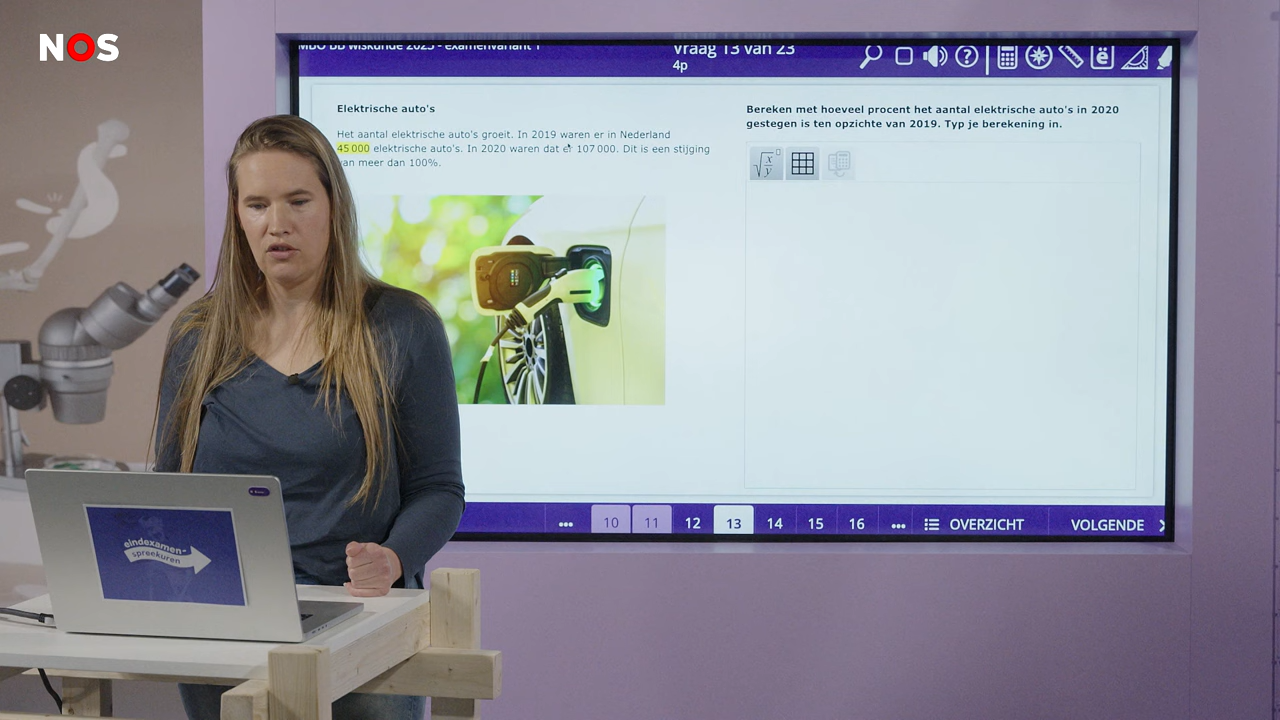 NOS
MBO BB wiskunde 2023 - examenvariant 1
Vraag 13 van 23
4p
Elektrische auto's
Het aantal elektrische auto's groeit. In 2019 waren er in Nederland
45 000 elektrische auto's. In 2020 waren dat er 107 000. Dit is een stijging
van meer dan 100%.
Bereken met hoeveel procent het aantal elektrische auto's in 2020
gestegen is ten opzichte van 2019. Typ je berekening in.
... 10 11 12 13 14 15 16 ... OVERZICHT VOLGENDE
eindexamen-
spreekuren